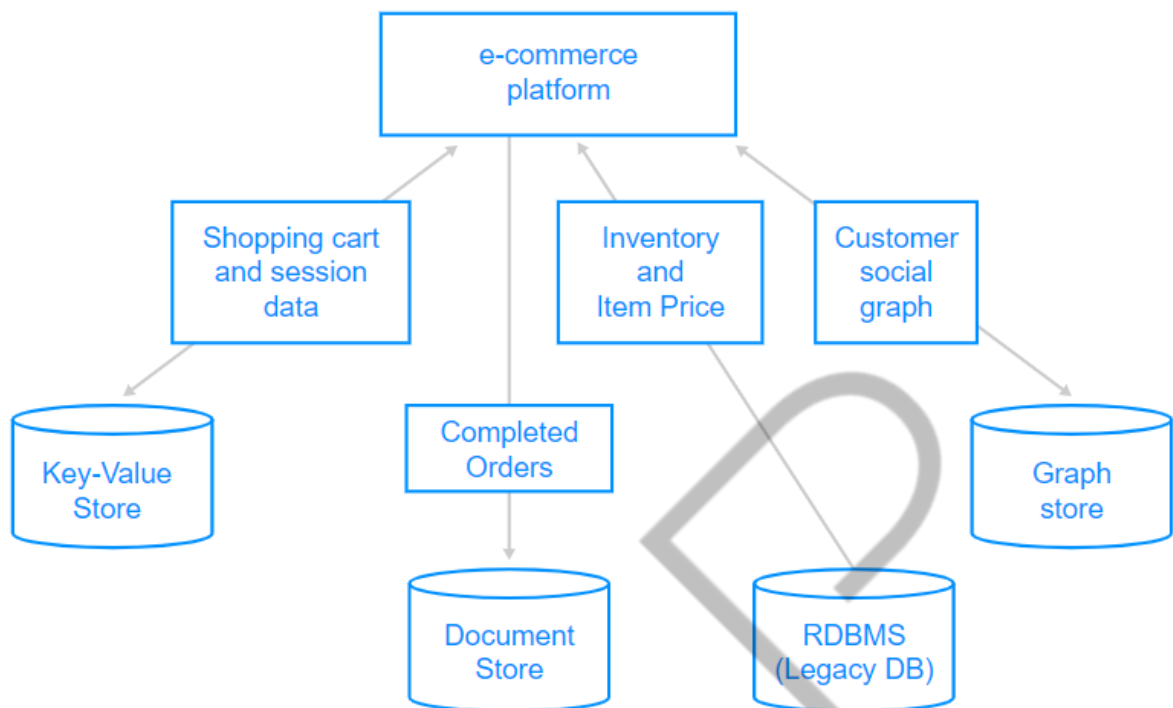 e-commerce
platform
Shopping cart
and session
data
Inventory
and
Item Price
Customer
social
graph
Completed
Orders
Key-Value
Store
Graph
store
Document
Store
RDBMS
(Legacy DB)